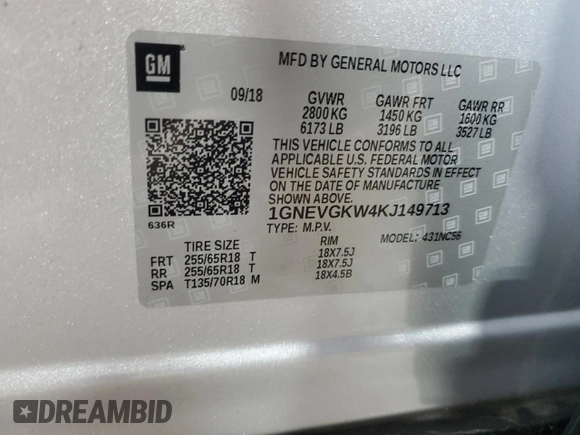 GM
MFD BY GENERAL MOTORS LLC
09/18
GVWR GAWR FRT GAWR RR
2800 KG 1450 KG 1600 KG
6173 LB 3196 LB 3527 LB
THIS VEHICLE CONFORMS TO ALL
APPLICABLE U.S. FEDERAL MOTOR
VEHICLE SAFETY STANDARDS IN EFFECT
ON THE DATE OF MANUFACTURE
SHOWN ABOVE.
1GNEVGKW4KJ149713
636R
TYPE: M.P.V. MODEL: 431NC56
TIRE SIZE RIM
FRT 255/65R18 T 18X7.5J
RR 255/65R18 T 18X7.5J
SPA T135/70R18 M 18X4.5B
DREAMBID